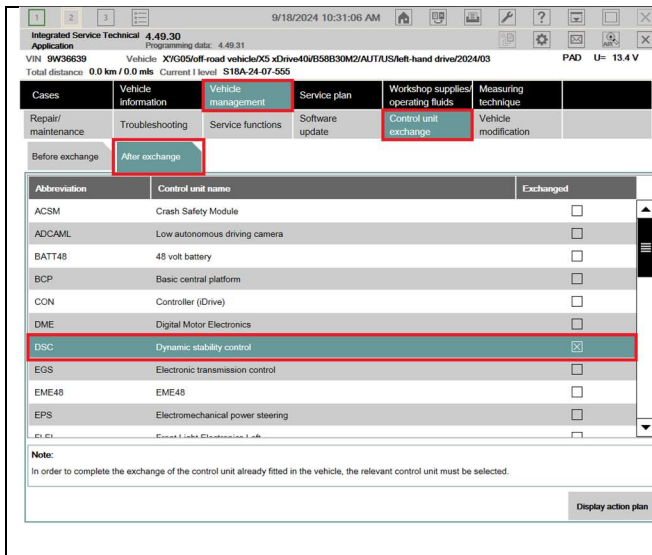 1 2 3 9/18/2024 10:31:06 AM ?
Integrated Service Technical 4.49.30
Application Programming data: 4.49.31
VIN 9W36639 Vehicle X'/G05/off-road vehicle/X5 xDrive40i/B58B30M2/AUT/US/left-hand drive/2024/03 PAD U= 13.4 V
Total distance 0.0 km / 0.0 mls Current I level S18A-24-07-555
Cases
Vehicle information
Vehicle management
Service plan
Workshop supplies/ operating fluids
Measuring technique
Repair/ maintenance
Troubleshooting
Service functions
Software update
Control unit exchange
Vehicle modification
Before exchange After exchange
Abbreviation Control unit name Exchanged
ACSM Crash Safety Module
ADCAML Low autonomous driving camera
BATT48 48 volt battery
BCP Basic central platform
CON Controller (iDrive)
DME Digital Motor Electronics
DSC Dynamic stability control
EGS Electronic transmission control
EME48 EME48
EPS Electromechanical power steering
Front Light Electronics Left
Note:
In order to complete the exchange of the control unit already fitted in the vehicle, the relevant control unit must be selected.
Display action plan